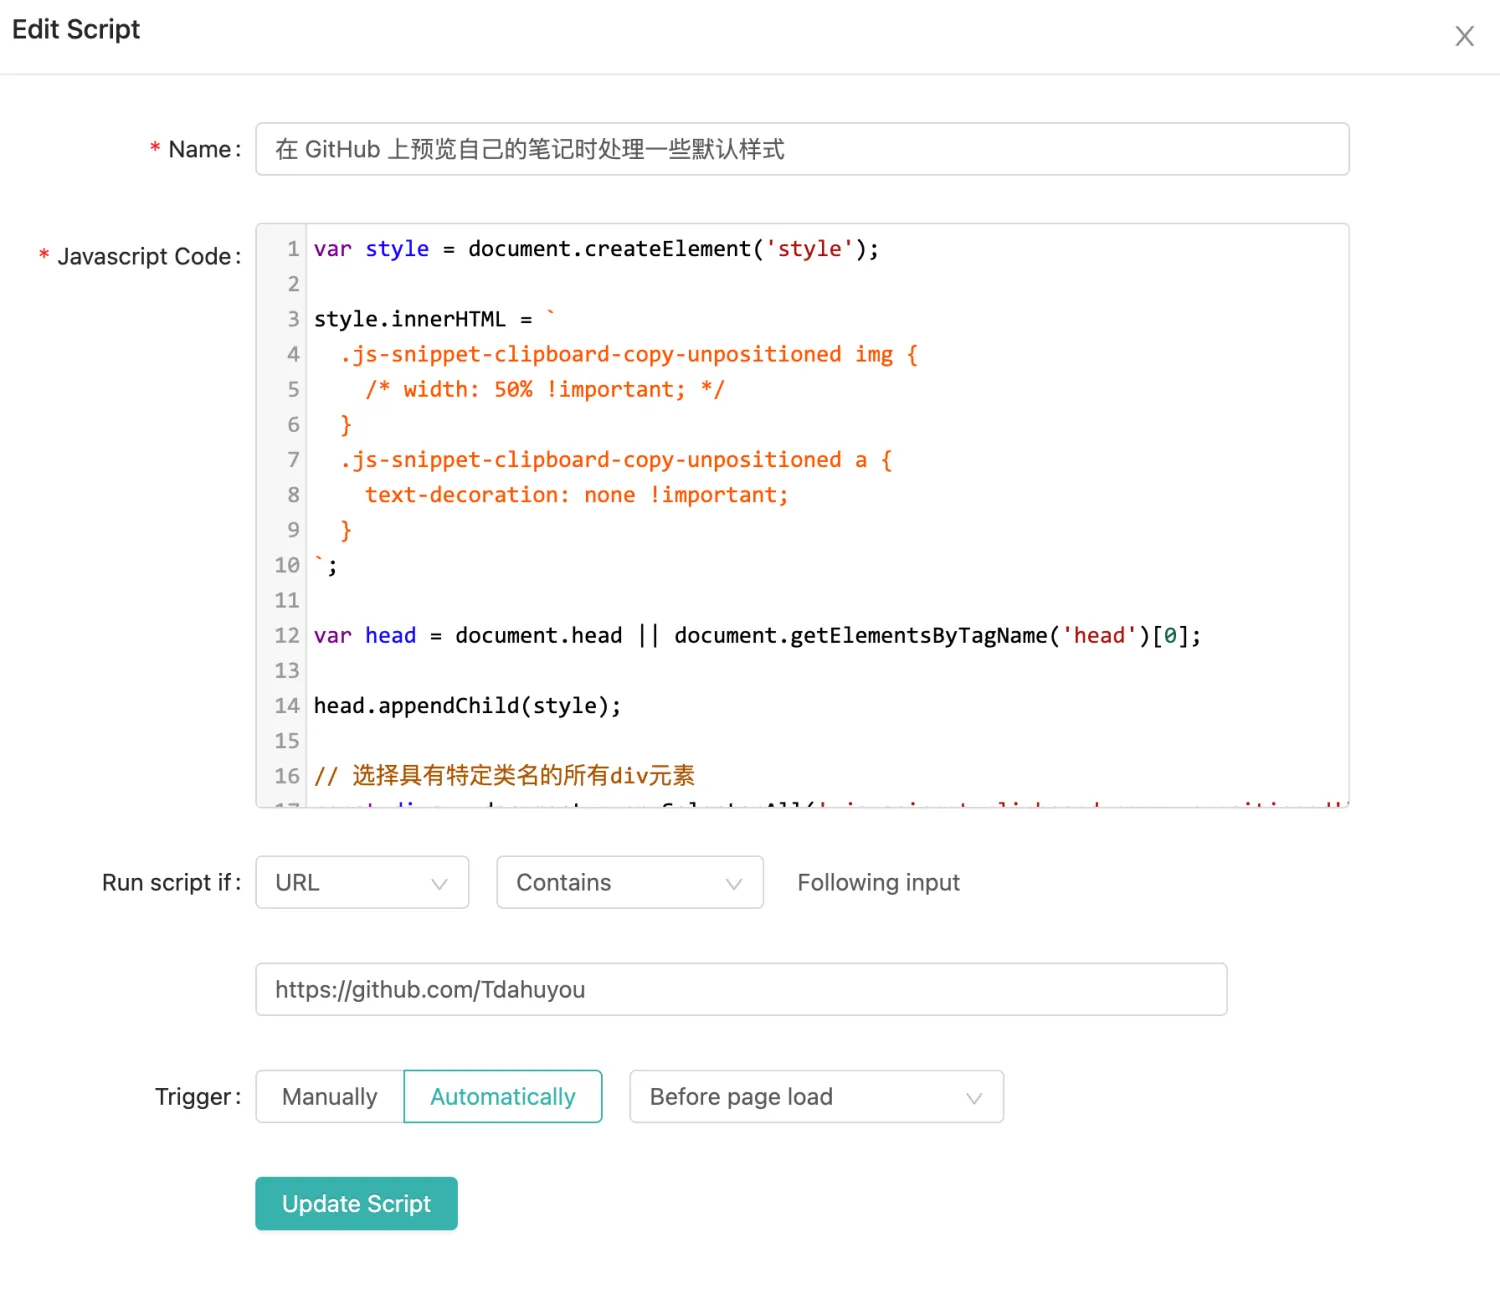 Edit Script
* Name: 在 GitHub 上预览自己的笔记时处理一些默认样式
* Javascript Code:
1 var style = document.createElement('style');
2
3 style.innerHTML = `
4 .js-snippet-clipboard-copy-unpositioned img {
5 /* width: 50% !important; */
6 }
7 .js-snippet-clipboard-copy-unpositioned a {
8 text-decoration: none !important;
9 }
10 `;
11
12 var head = document.head || document.getElementsByTagName('head')[0];
13
14 head.appendChild(style);
15
16 // 选择具有特定类名的所有div元素
Run script if: URL Contains Following input
https://github.com/Tdahuyou
Trigger: Manually Automatically Before page load
Update Script